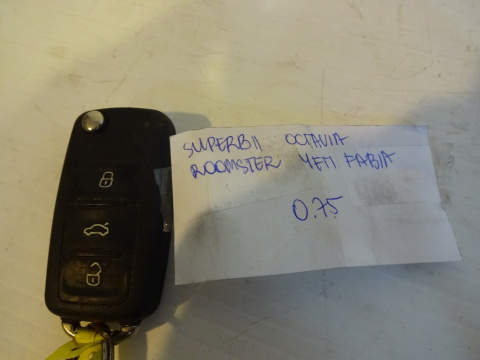 SUPERB II OCTAVIA
ROOMSTER YETI FABIA
0.75